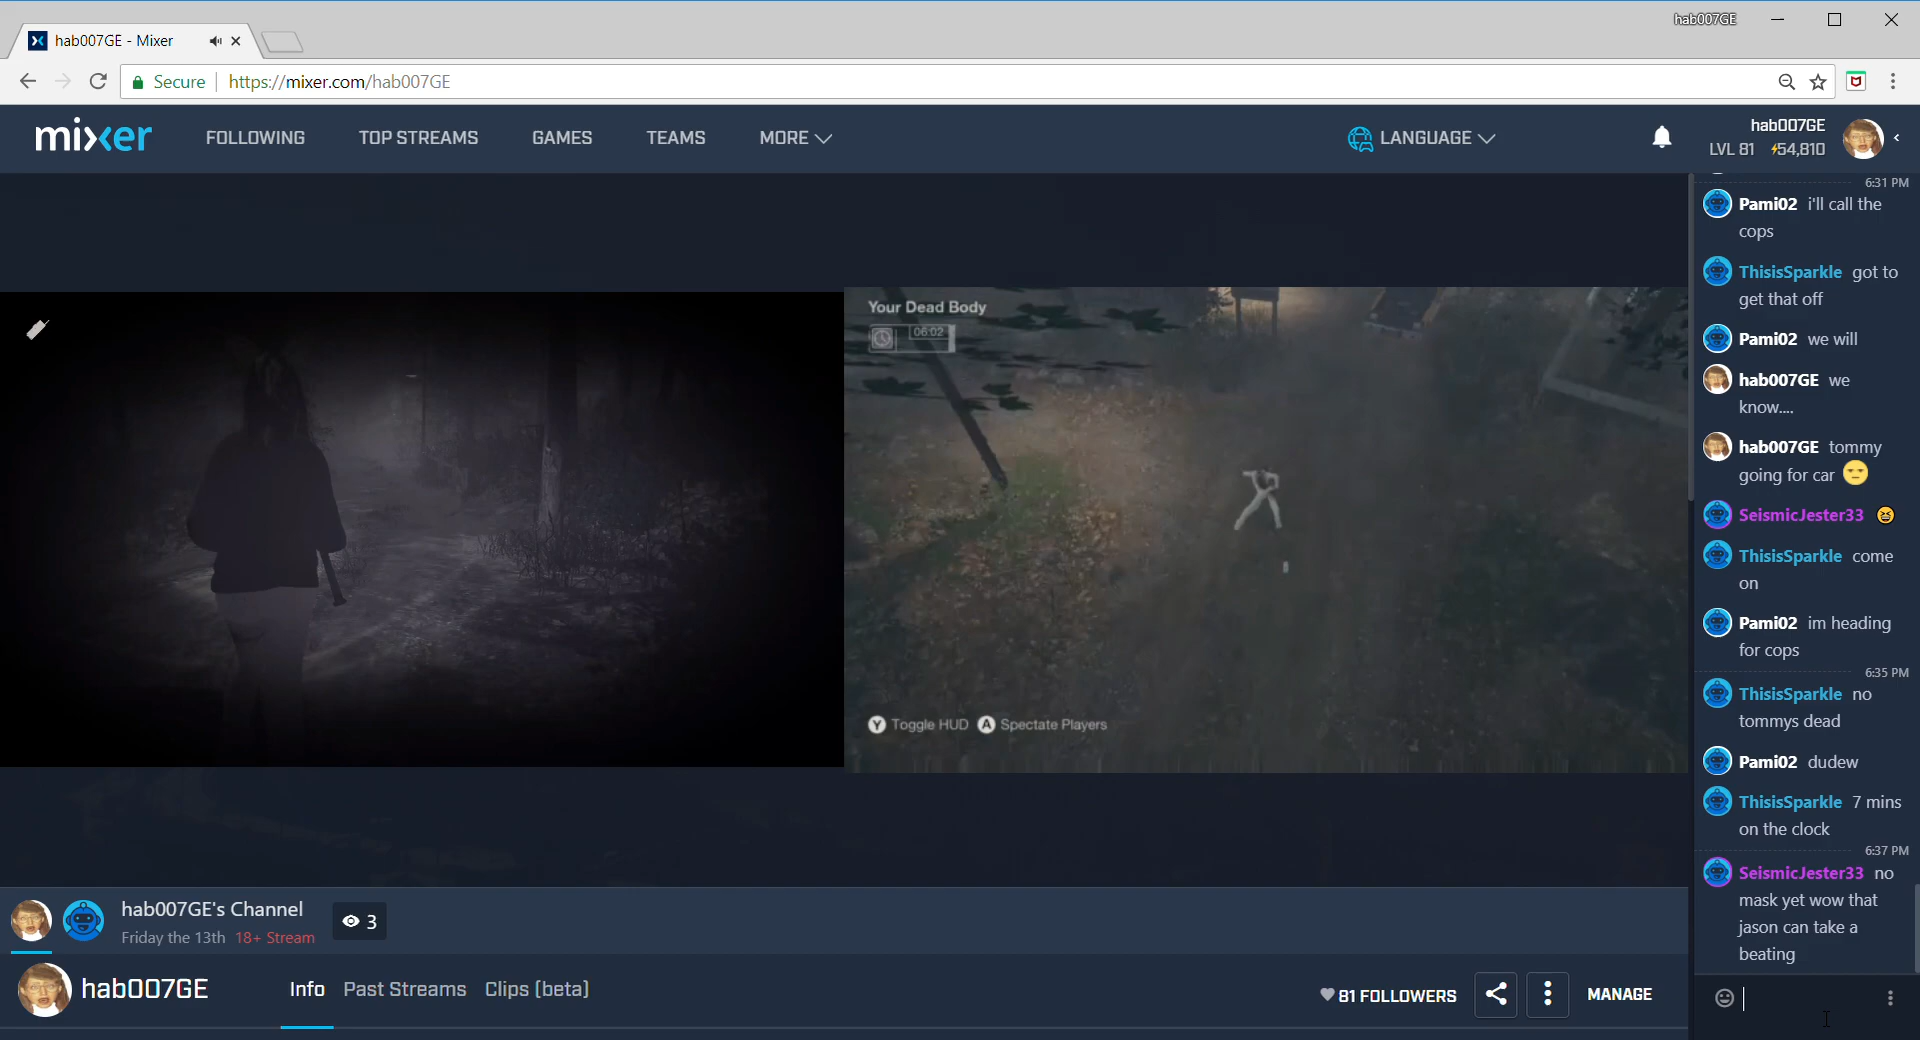 hab007GE
hab007GE - Mixer
Secure
https://mixer.com/hab007GE
mixer
FOLLOWING
TOP STREAMS
GAMES
TEAMS
MORE
LANGUAGE
hab007GE
LVL 81 54,810
6:31 PM
Pami02 i'll call the
cops
ThisisSparkle got to
get that off
Pami02 we will
hab007GE we
know....
hab007GE tommy
going for car
SeismicJester33
ThisisSparkle come
on
Pami02 im heading
for cops
6:35 PM
ThisisSparkle no
tommys dead
Pami02 dudew
ThisisSparkle 7 mins
on the clock
6:37 PM
SeismicJester33 no
mask yet wow that
jason can take a
beating
Your Dead Body
06:02
Y Toggle HUD A Spectate Players
hab007GE's Channel
Friday the 13th 18+ Stream
3
hab007GE
Info
Past Streams
Clips (beta)
81 FOLLOWERS
MANAGE